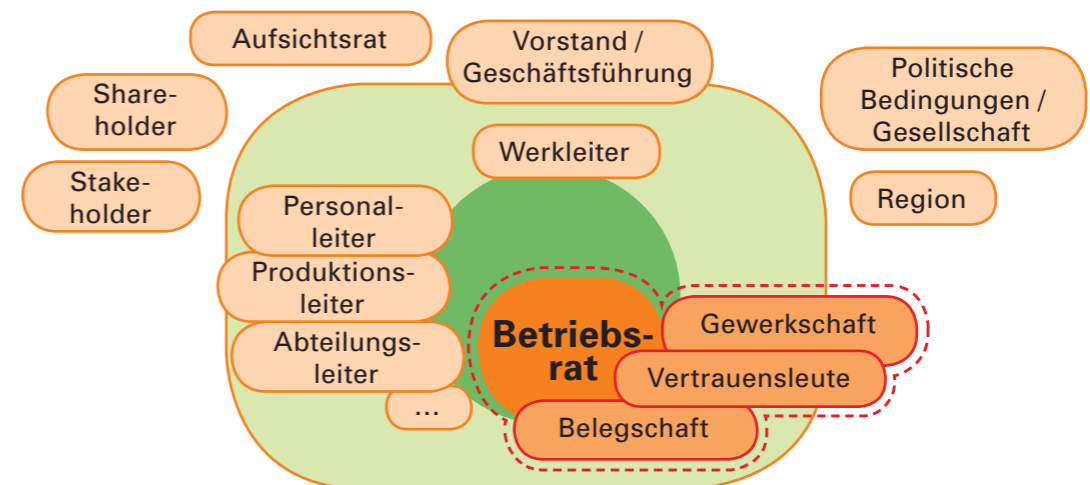 Aufsichtsrat
Vorstand /
Geschäftsführung
Politische
Bedingungen /
Gesellschaft
Share-
holder
Werkleiter
Stake-
holder
Region
Personal-
leiter
Produktions-
leiter
Abteilungs-
leiter
...
Betriebs-
rat
Gewerkschaft
Vertrauensleute
Belegschaft